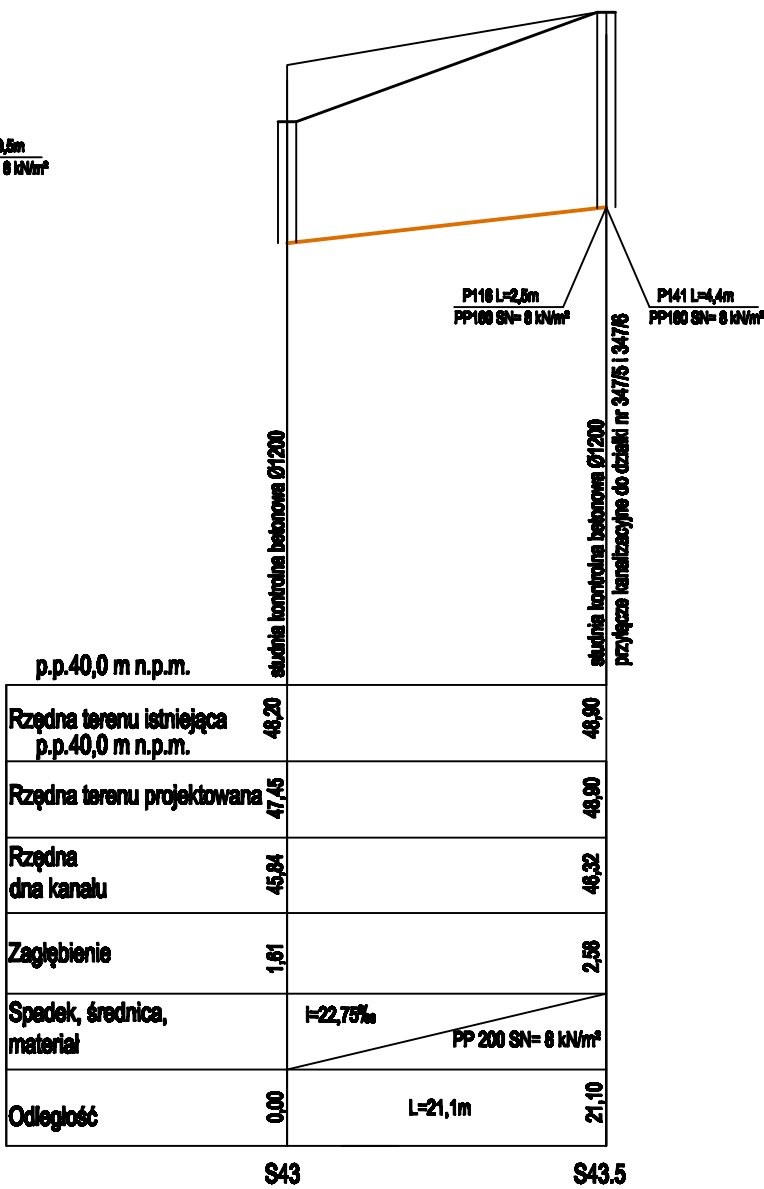 ,5m
8 kN/m²
P116 L=2,5m
PP160 SN= 8 kN/m²
P141 L=4,4m
PP160 SN= 8 kN/m²
studnia kontrolna betonowa Ø1200
studnia kontrolna betonowa Ø1200
przyłącze kanalizacyjne do działki nr 347/5 i 347/6
p.p.40,0 m n.p.m.
Rzędna terenu istniejąca
48,20
48,90
p.p.40,0 m n.p.m.
Rzędna terenu projektowana
47,45
48,90
Rzędna
dna kanału
45,84
46,32
Zagłębienie
1,61
2,58
Spadek, średnica,
materiał
i=22,75‰
PP 200 SN= 8 kN/m²
Odległość
0,00
L=21,1m
21,10
S43
S43.5